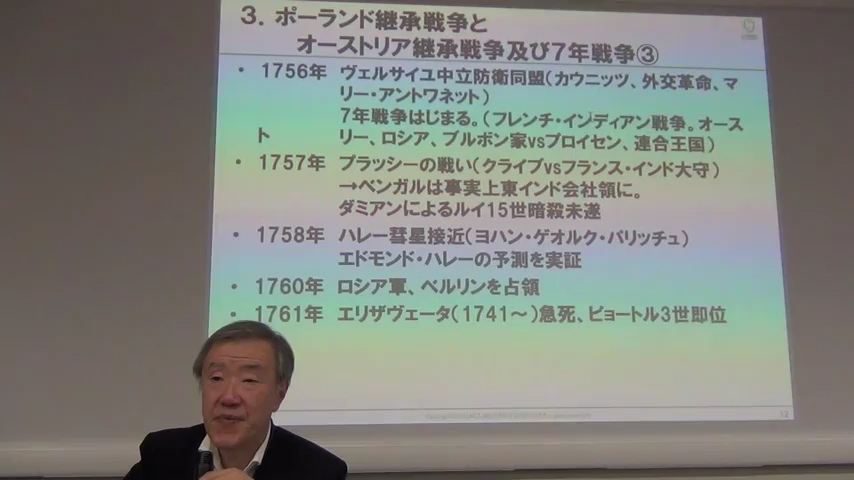 3. ポーランド継承戦争と
オーストリア継承戦争及び7年戦争③
・ 1756年 ヴェルサイユ中立防衛同盟(カウニッツ、外交革命、マ
リー・アントワネット)
7年戦争はじまる。(フレンチ・インディアン戦争。オース
ト リー、ロシア、ブルボン家vsプロイセン、連合王国)
・ 1757年 プラッシーの戦い(クライブvsフランス・インド太守)
→ベンガルは事実上東インド会社領に。
ダミアンによるルイ15世暗殺未遂
・ 1758年 ハレー彗星接近(ヨハン・ゲオルク・パリッチュ)
エドモンド・ハレーの予測を実証
・ 1760年 ロシア軍、ベルリンを占領
・ 1761年 エリザヴェータ(1741～)急死、ピョートル3世即位